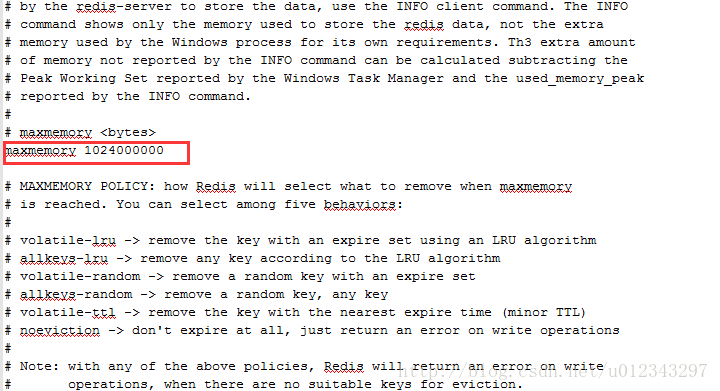 # by the redis-server to store the data, use the INFO client command. The INFO
# command shows only the memory used to store the redis data, not the extra
# memory used by the Windows process for its own requirements. Th3 extra amount
# of memory not reported by the INFO command can be calculated subtracting the
# Peak Working Set reported by the Windows Task Manager and the used_memory_peak
# reported by the INFO command.
#
# maxmemory <bytes>
maxmemory 1024000000
# MAXMEMORY POLICY: how Redis will select what to remove when maxmemory
# is reached. You can select among five behaviors:
#
# volatile-lru -> remove the key with an expire set using an LRU algorithm
# allkeys-lru -> remove any key according to the LRU algorithm
# volatile-random -> remove a random key with an expire set
# allkeys-random -> remove a random key, any key
# volatile-ttl -> remove the key with the nearest expire time (minor TTL)
# noeviction -> don't expire at all, just return an error on write operations
#
# Note: with any of the above policies, Redis will return an error on write
# operations, when there are no suitable keys for eviction.
http://blog.csdn.net/u012343297